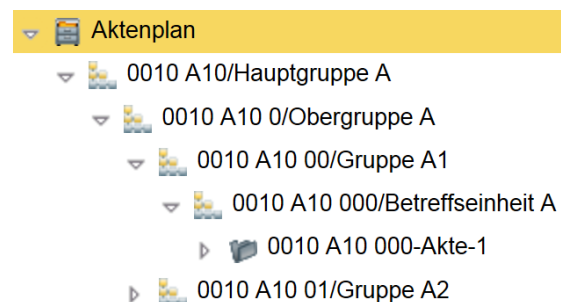 Aktenplan
0010 A10/Hauptgruppe A
0010 A10 0/Obergruppe A
0010 A10 00/Gruppe A1
0010 A10 000/Betreffseinheit A
0010 A10 000-Akte-1
0010 A10 01/Gruppe A2